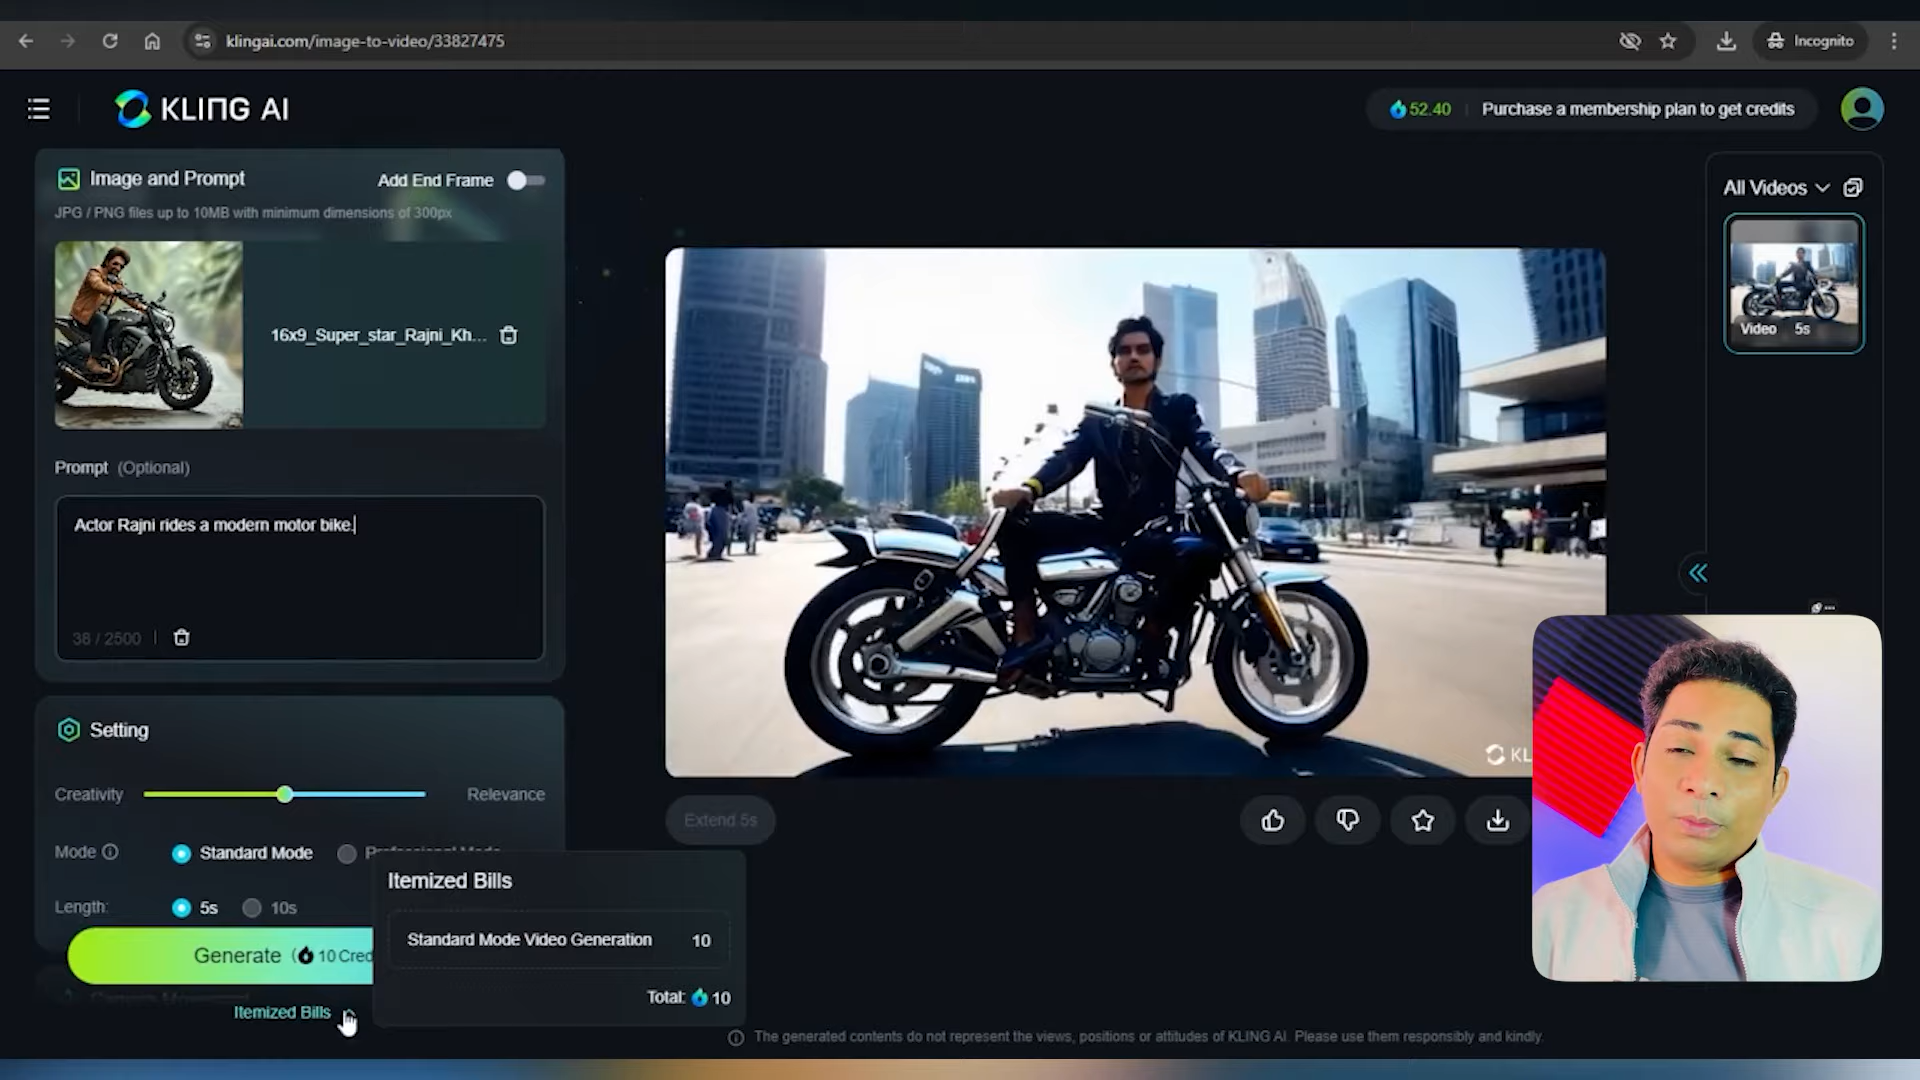 klingai.com/image-to-video/33827475
Incognito
KLING AI
52.40
Purchase a membership plan to get credits
Image and Prompt
Add End Frame
JPG / PNG files up to 10MB with minimum dimensions of 300px
16x9_Super_star_Rajni_Kh...
Prompt (Optional)
Actor Rajni rides a modern motor bike.
38 / 2500
Setting
Creativity
Relevance
Mode
Standard Mode
Professional Mode
Length:
5s
10s
Generate (10 Cred
Itemized Bills
Itemized Bills
Standard Mode Video Generation
10
Total: 10
KL
Extend 5s
All Videos
Video 5s
The generated contents do not represent the views, positions or attitudes of KLING AI. Please use them responsibly and kindly.